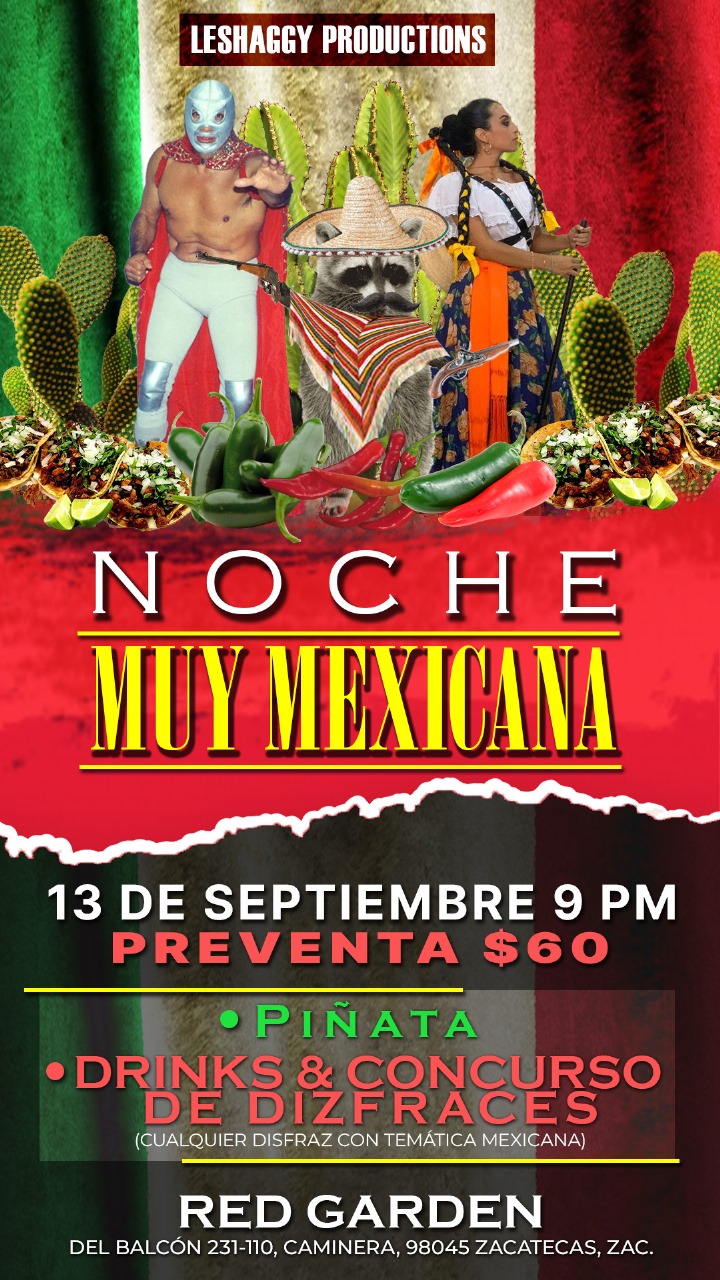 LESHAGGY PRODUCTIONS
NOCHE
MUY MEXICANA
13 DE SEPTIEMBRE 9 PM
PREVENTA $60
• PIÑATA
• DRINKS & CONCURSO
DE DIZFRACES
(CUALQUIER DISFRAZ CON TEMÁTICA MEXICANA)
RED GARDEN
DEL BALCÓN 231-110, CAMINERA, 98045 ZACATECAS, ZAC.